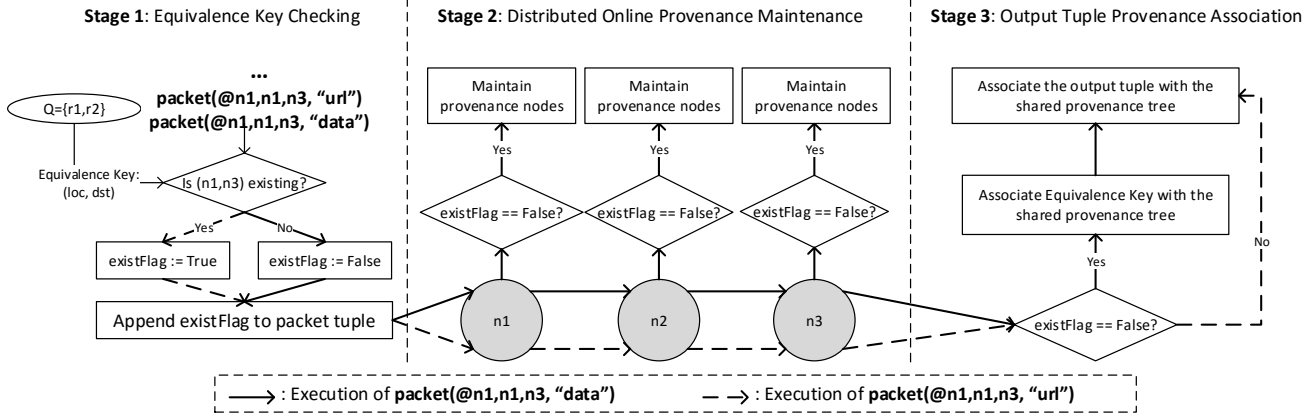 Stage 1: Equivalence Key Checking
Stage 2: Distributed Online Provenance Maintenance
Stage 3: Output Tuple Provenance Association
...
packet(@n1,n1,n3, “url”)
packet(@n1,n1,n3, “data”)
Q={r1,r2}
Equivalence Key:
(loc, dst)
Is (n1,n3) existing?
Yes
No
existFlag := True
existFlag := False
Append existFlag to packet tuple
Maintain
provenance nodes
Maintain
provenance nodes
Maintain
provenance nodes
Yes
Yes
Yes
existFlag == False?
existFlag == False?
existFlag == False?
n1
n2
n3
Associate the output tuple with the
shared provenance tree
Associate Equivalence Key with the
shared provenance tree
Yes
No
existFlag == False?
: Execution of packet(@n1,n1,n3, “data”)
: Execution of packet(@n1,n1,n3, “url”)